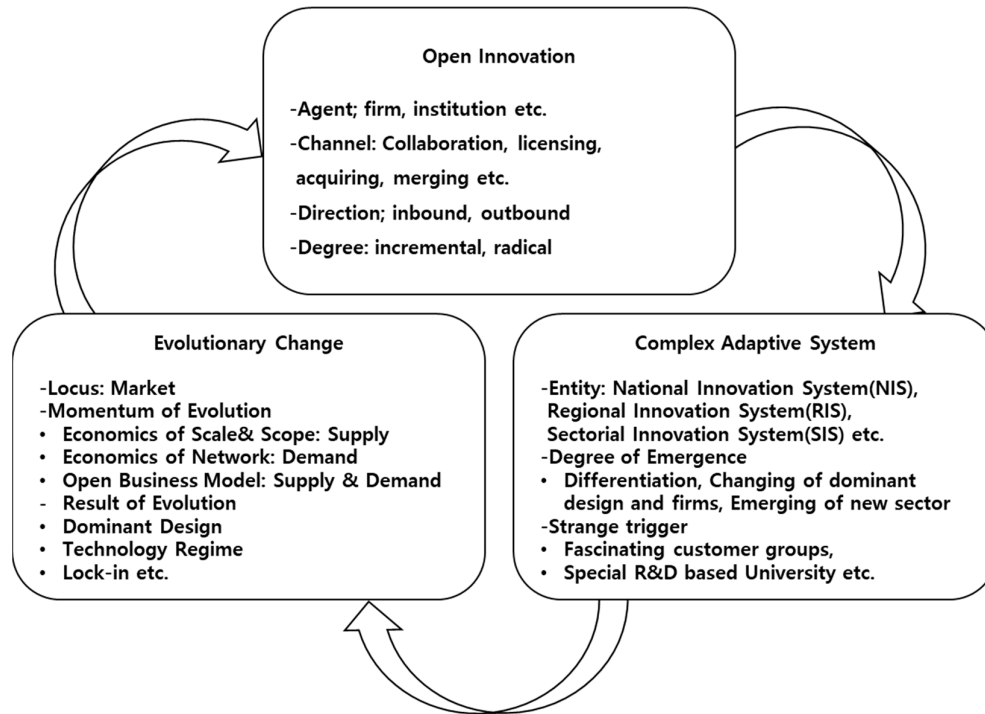 Open Innovation
-Agent; firm, institution etc.
-Channel: Collaboration, licensing,
acquiring, merging etc.
-Direction; inbound, outbound
-Degree: incremental, radical
Evolutionary Change
-Locus: Market
-Momentum of Evolution
• Economics of Scale& Scope: Supply
• Economics of Network: Demand
• Open Business Model: Supply & Demand
- Result of Evolution
• Dominant Design
• Technology Regime
• Lock-in etc.
Complex Adaptive System
-Entity: National Innovation System(NIS),
Regional Innovation System(RIS),
Sectorial Innovation System(SIS) etc.
-Degree of Emergence
• Differentiation, Changing of dominant
design and firms, Emerging of new sector
-Strange trigger
• Fascinating customer groups,
• Special R&D based University etc.